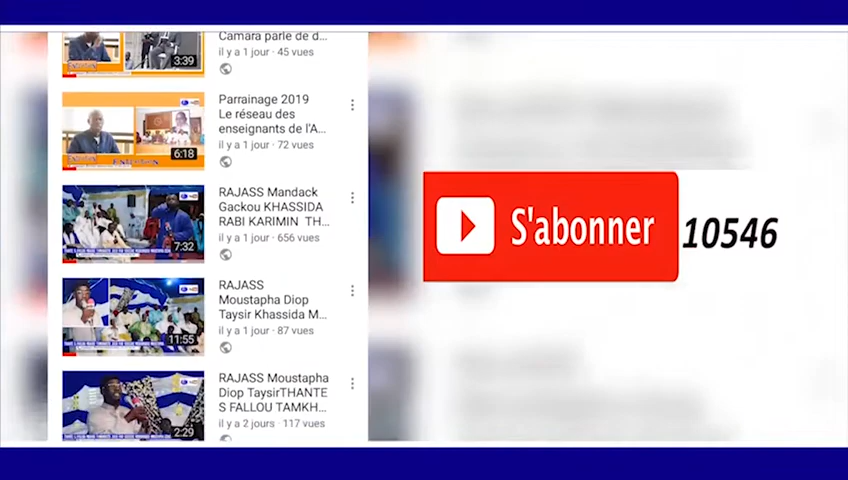 Camara parle de d...
il y a 1 jour · 45 vues
3:39
Parrainage 2019
Le réseau des
enseignants de l'A...
il y a 1 jour · 72 vues
6:18
RAJASS Mandack
Gackou KHASSIDA
RABI KARIMIN TH...
il y a 1 jour · 656 vues
7:32
RAJASS
Moustapha Diop
Taysir Khassida M...
il y a 1 jour · 87 vues
11:55
RAJASS Moustapha
Diop TaysirTHANTE
S FALLOU TAMKH...
il y a 2 jours · 117 vues
2:29
S'abonner
10546